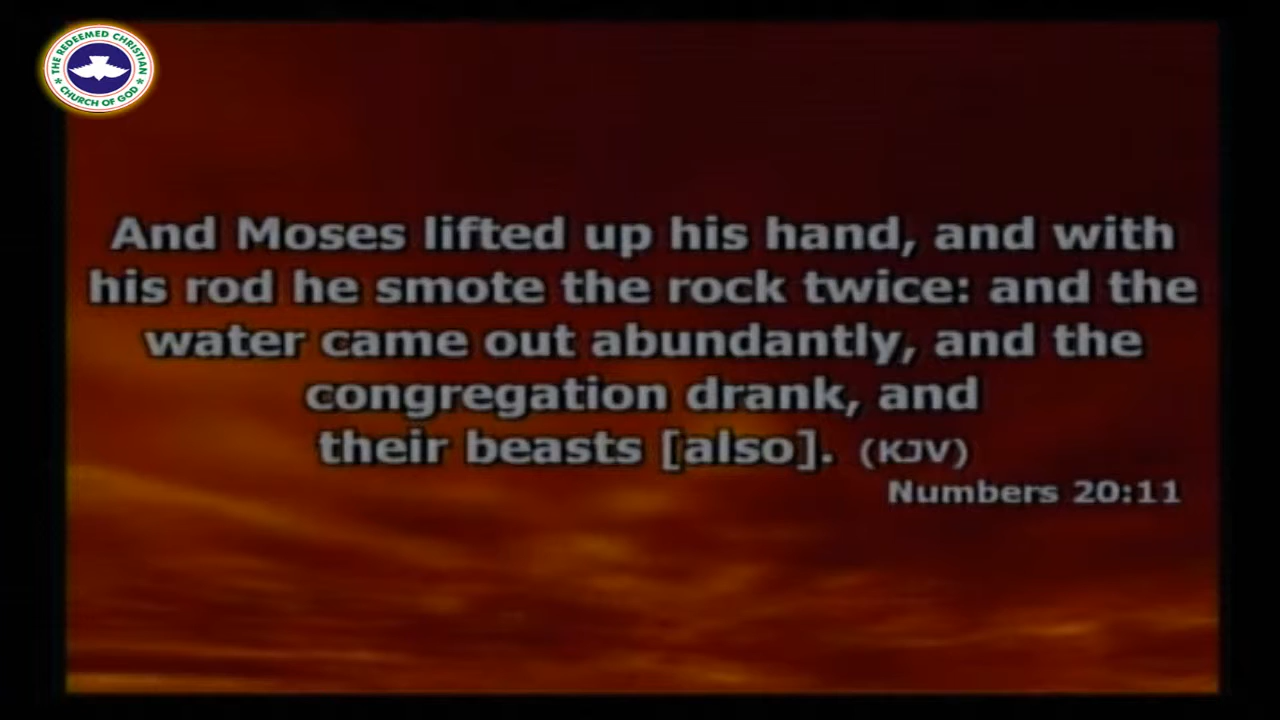 THE REDEEMED CHRISTIAN
CHURCH OF GOD
And Moses lifted up his hand, and with
his rod he smote the rock twice: and the
water came out abundantly, and the
congregation drank, and
their beasts [also]. (KJV)
Numbers 20:11